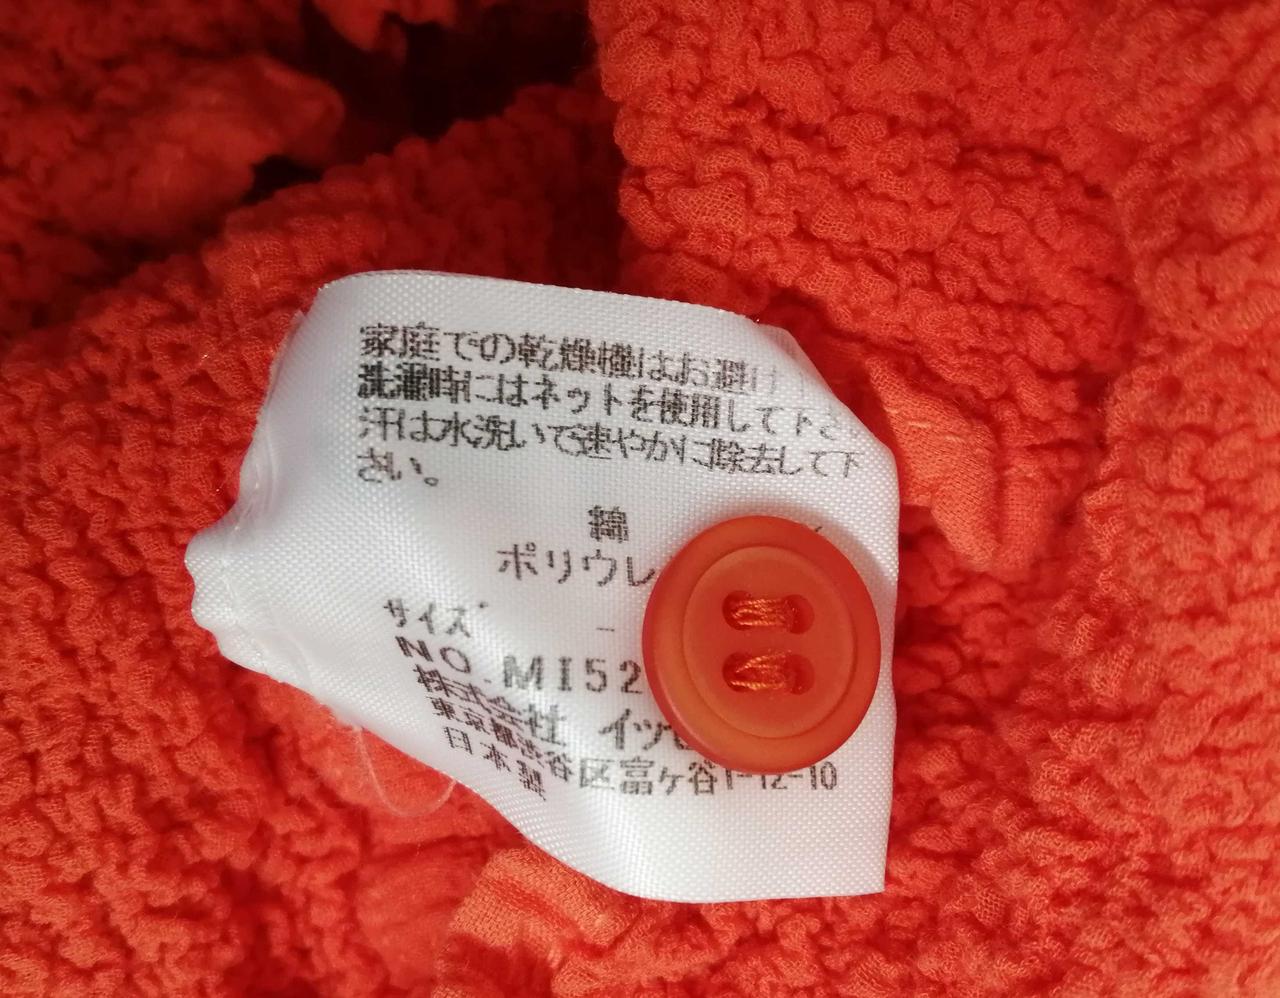 家庭での乾燥機はお避け
洗濯時にはネットを使用して下さ
汗は水洗いで速やかに除去して下
さい。
綿
ポリウレ
サイズ -
NO. MI52
株式会社 イッセ
東京都渋谷区富ヶ谷1-12-10
日本製